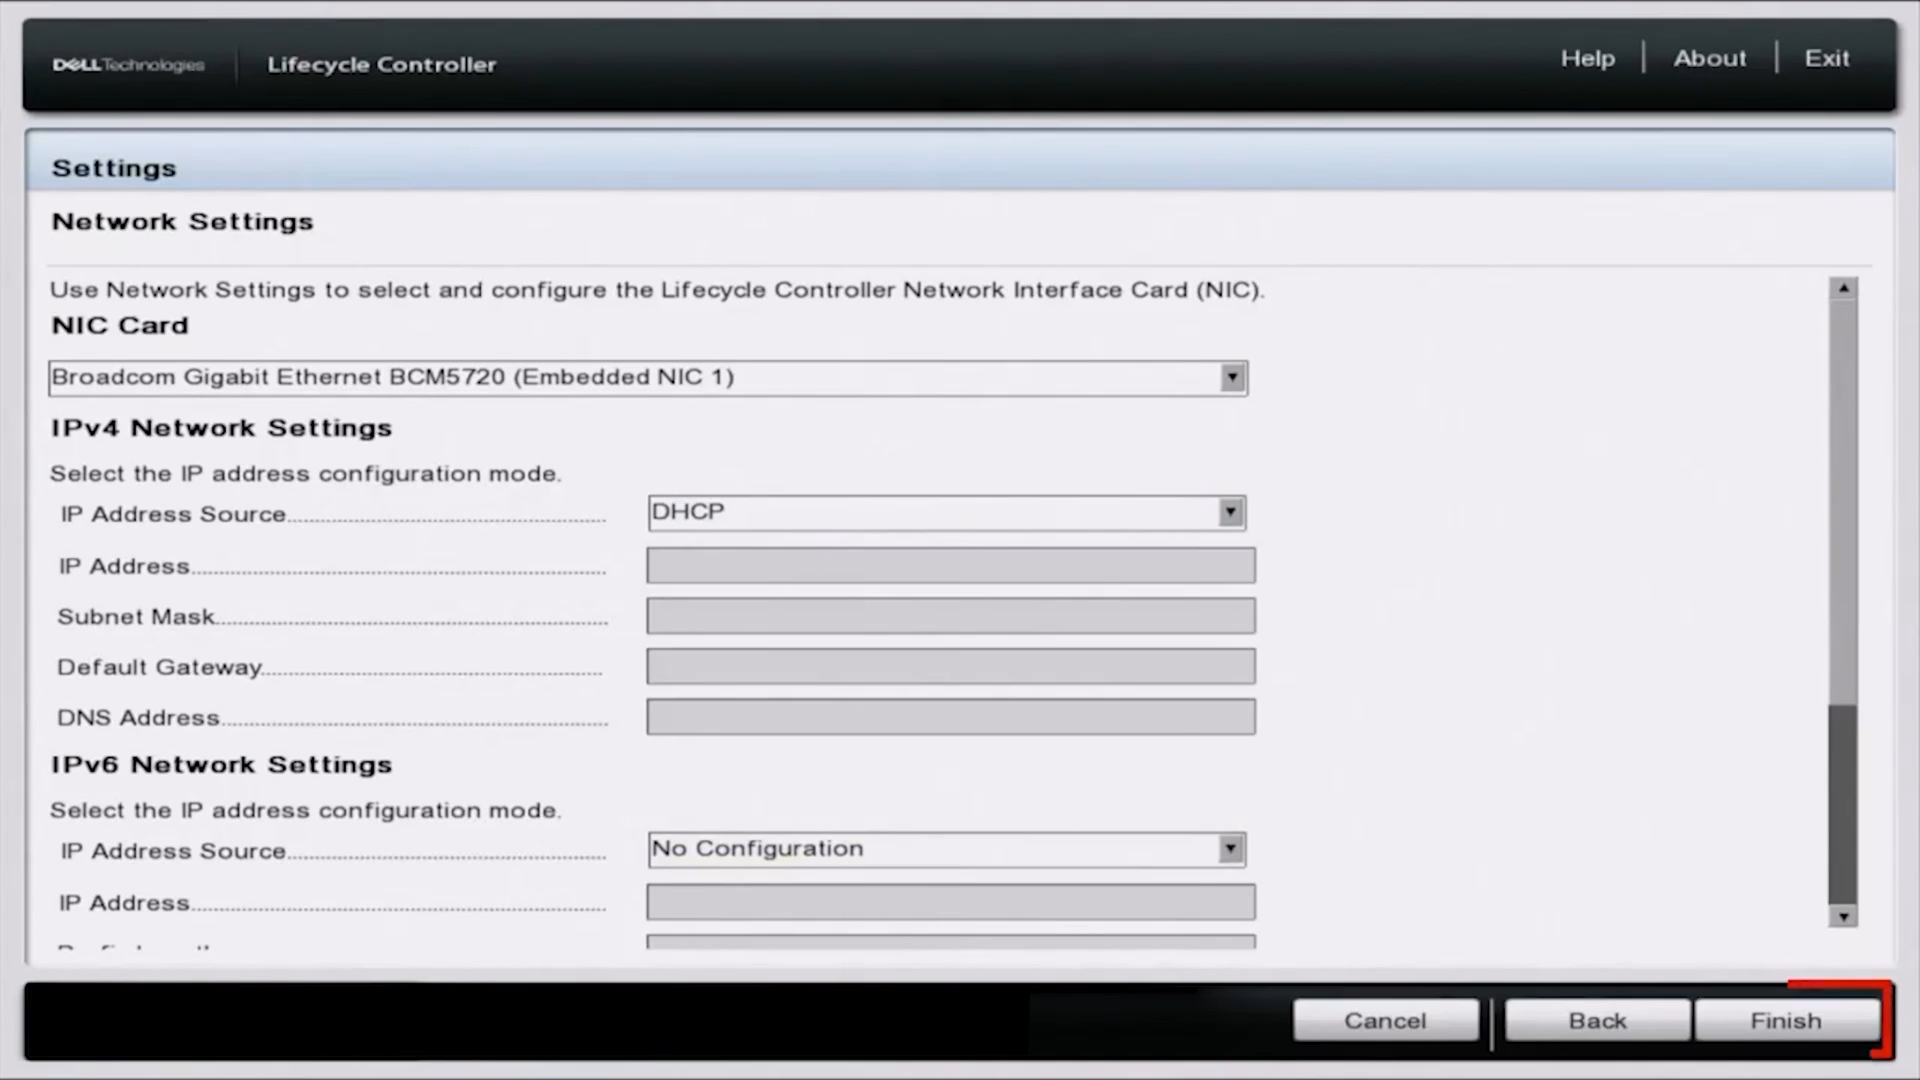 DELL Technologies
Lifecycle Controller
Help
About
Exit
Settings
Network Settings
Use Network Settings to select and configure the Lifecycle Controller Network Interface Card (NIC).
NIC Card
Broadcom Gigabit Ethernet BCM5720 (Embedded NIC 1)
IPv4 Network Settings
Select the IP address configuration mode.
IP Address Source DHCP
IP Address
Subnet Mask
Default Gateway
DNS Address
IPv6 Network Settings
Select the IP address configuration mode.
IP Address Source No Configuration
IP Address
Cancel
Back
Finish